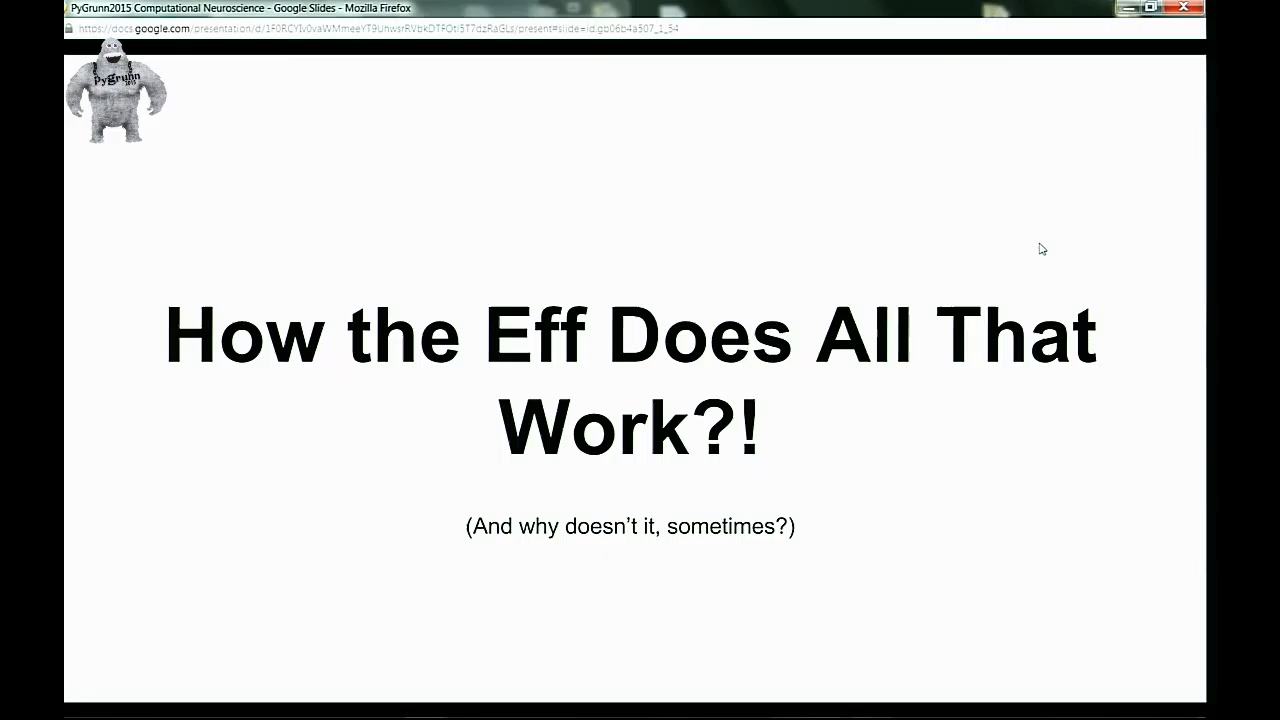 PyGrunn2015 Computational Neuroscience - Google Slides - Mozilla Firefox
PyGrunn
2015
How the Eff Does All That
Work?!
(And why doesn't it, sometimes?)